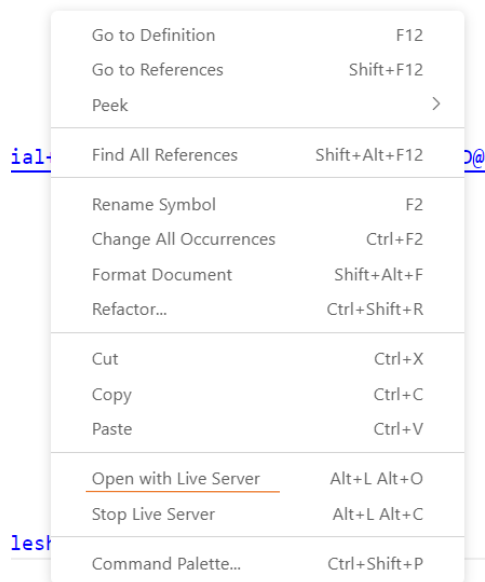 Go to Definition F12
Go to References Shift+F12
Peek
ial+ D@
Find All References Shift+Alt+F12
Rename Symbol F2
Change All Occurrences Ctrl+F2
Format Document Shift+Alt+F
Refactor... Ctrl+Shift+R
Cut Ctrl+X
Copy Ctrl+C
Paste Ctrl+V
Open with Live Server Alt+L Alt+O
Stop Live Server Alt+L Alt+C
lesh
Command Palette... Ctrl+Shift+P